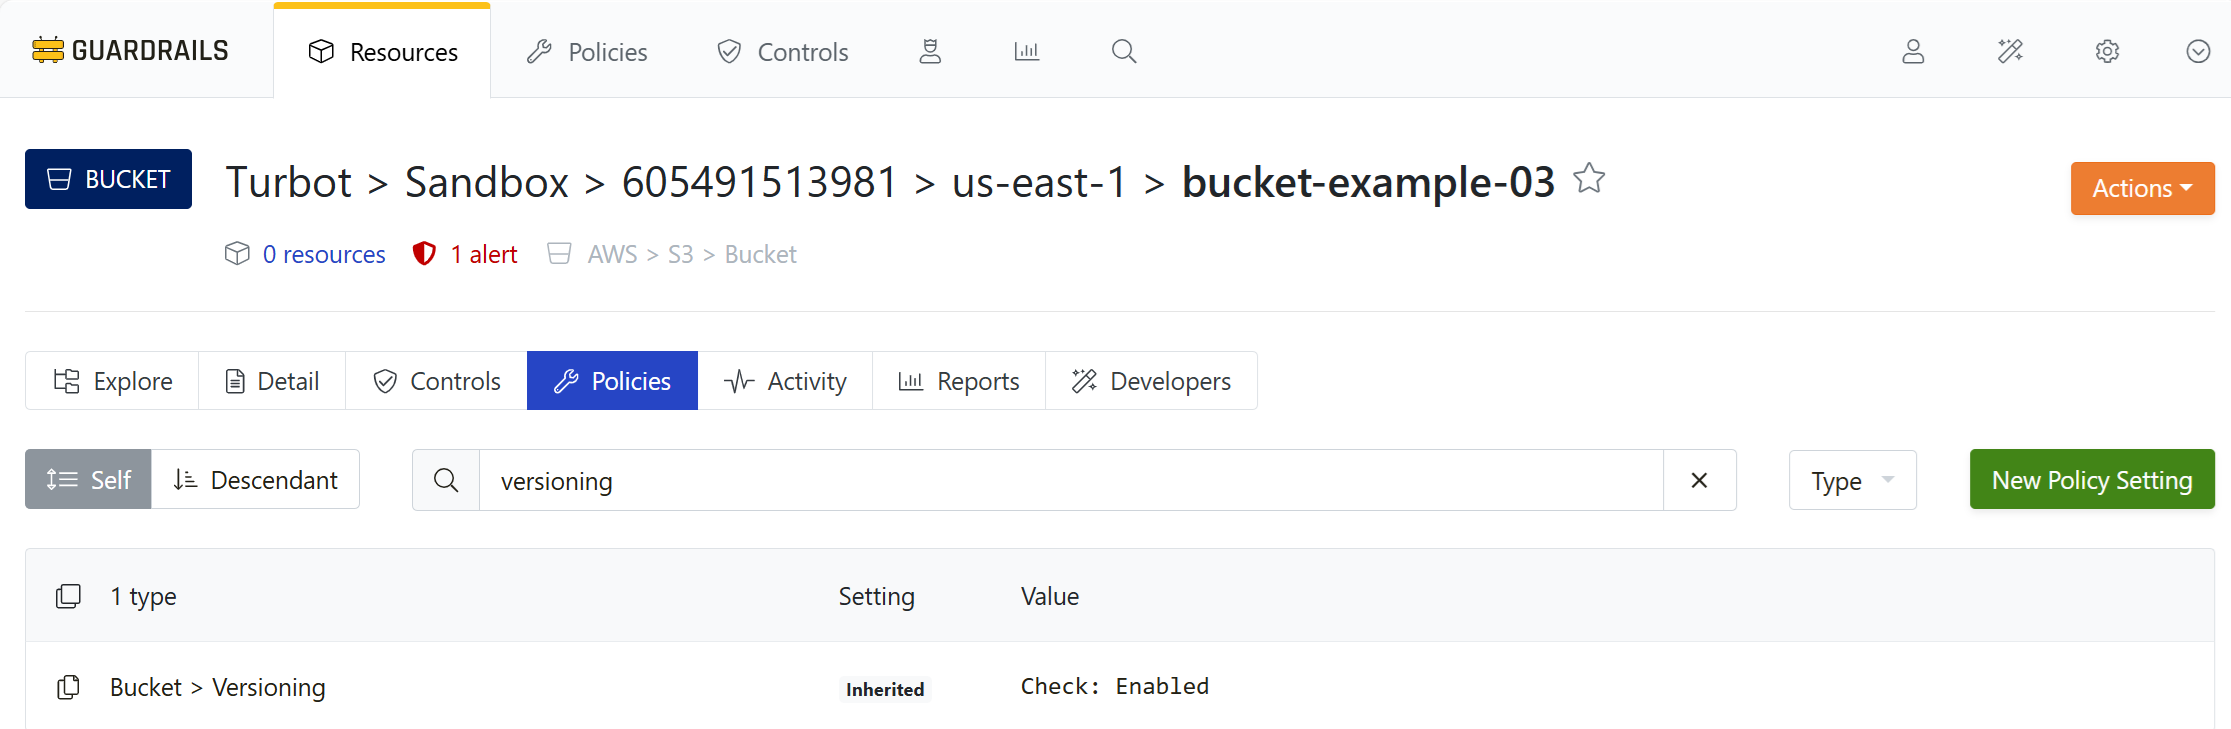 GUARDRAILS Resources Policies Controls
BUCKET Turbot > Sandbox > 605491513981 > us-east-1 > bucket-example-03 Actions
0 resources 1 alert AWS > S3 > Bucket
Explore Detail Controls Policies Activity Reports Developers
Self Descendant versioning Type New Policy Setting
1 type Setting Value
Bucket > Versioning Inherited Check: Enabled